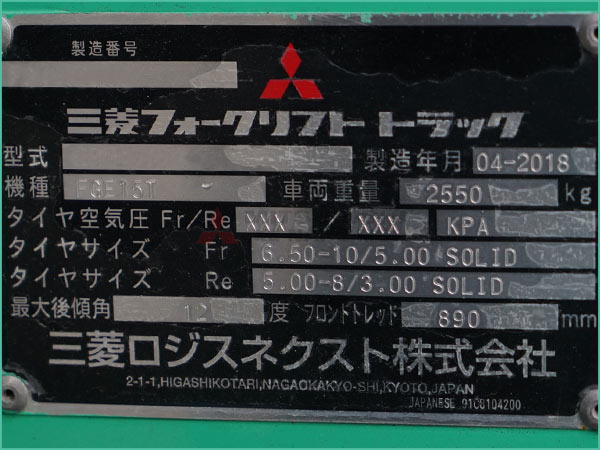 製造番号
三菱フォークリフト トラック
型式 製造年月 04-2018
機種 FGE15T - 車両重量 2550 kg
タイヤ空気圧 Fr/Re XXX / XXX KPA
タイヤサイズ Fr 6.50-10/5.00 SOLID
タイヤサイズ Re 5.00-8/3.00 SOLID
最大後傾角 12 度 フロントトレッド 890 mm
三菱ロジスネクスト株式会社
2-1-1,HIGASHIKOTARI,NAGAOKAKYO-SHI,KYOTO,JAPAN
JAPANESE 91C8104200